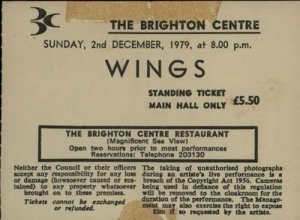 THE BRIGHTON CENTRE
SUNDAY, 2nd DECEMBER, 1979, at 8.00 p.m.
WINGS
STANDING TICKET
MAIN HALL ONLY £5.50
THE BRIGHTON CENTRE RESTAURANT
(Magnificent Sea View)
Open two hours prior to most performances
Reservations: Telephone 203130
Neither the Council or their officers
accept any responsibility for any loss
or damage (howsoever caused or sus-
tained) to any property whatsoever
brought on to these premises.
Tickets cannot be exchanged
or refunded.
The taking of unauthorised photographs
during an artiste's live performance is a
breach of the Copyright Act 1956. Cameras
being used in defiance of this regulation
will be removed to the cloakroom for the
duration of the performance. The Manage-
ment may also exercise the right to expose
film if so requested by the artiste.